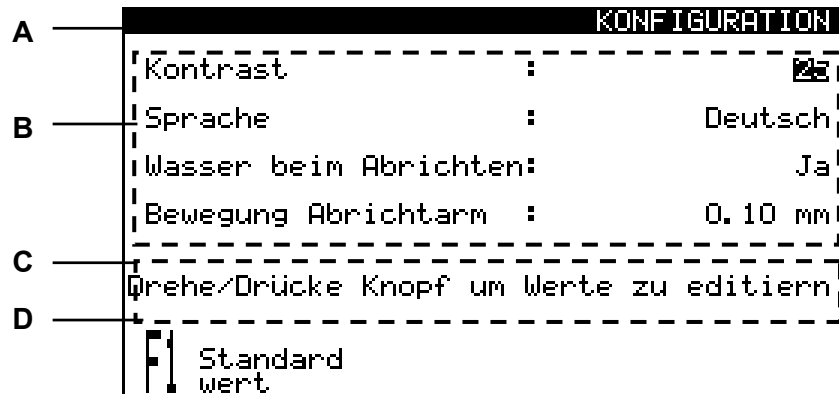 A
KONFIGURATION
Kontrast :
B
Sprache : Deutsch
Wasser beim Abrichten: Ja
Bewegung Abrichtarm : 0.10 mm
C
Drehe/Drücke Knopf um Werte zu editiern
D
F1 Standard
wert